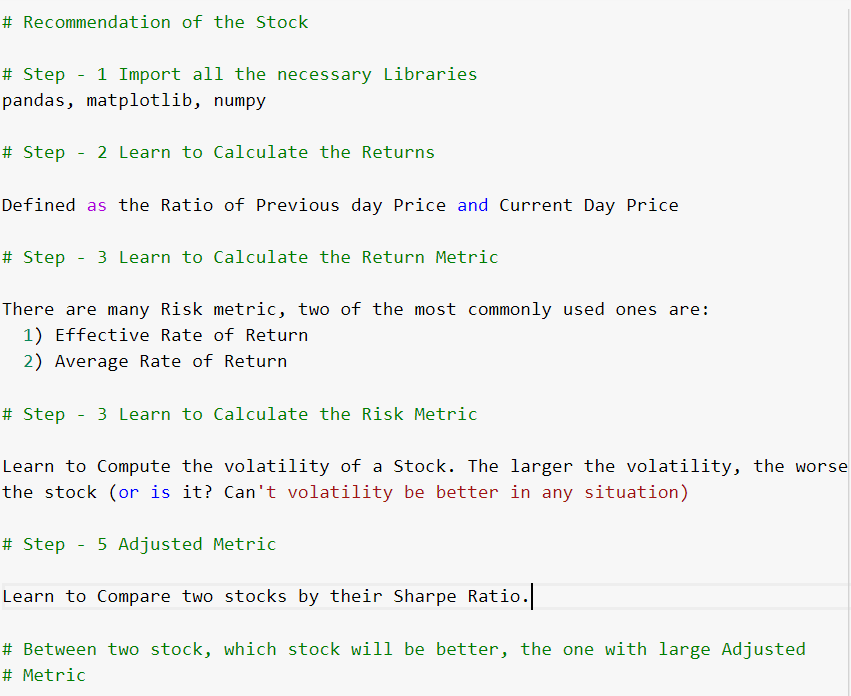 # Recommendation of the Stock
# Step - 1 Import all the necessary Libraries
pandas, matplotlib, numpy
# Step - 2 Learn to Calculate the Returns
Defined as the Ratio of Previous day Price and Current Day Price
# Step - 3 Learn to Calculate the Return Metric
There are many Risk metric, two of the most commonly used ones are:
1) Effective Rate of Return
2) Average Rate of Return
# Step - 3 Learn to Calculate the Risk Metric
Learn to Compute the volatility of a Stock. The larger the volatility, the worse
the stock (or is it? Can't volatility be better in any situation)
# Step - 5 Adjusted Metric
Learn to Compare two stocks by their Sharpe Ratio.
# Between two stock, which stock will be better, the one with large Adjusted
# Metric